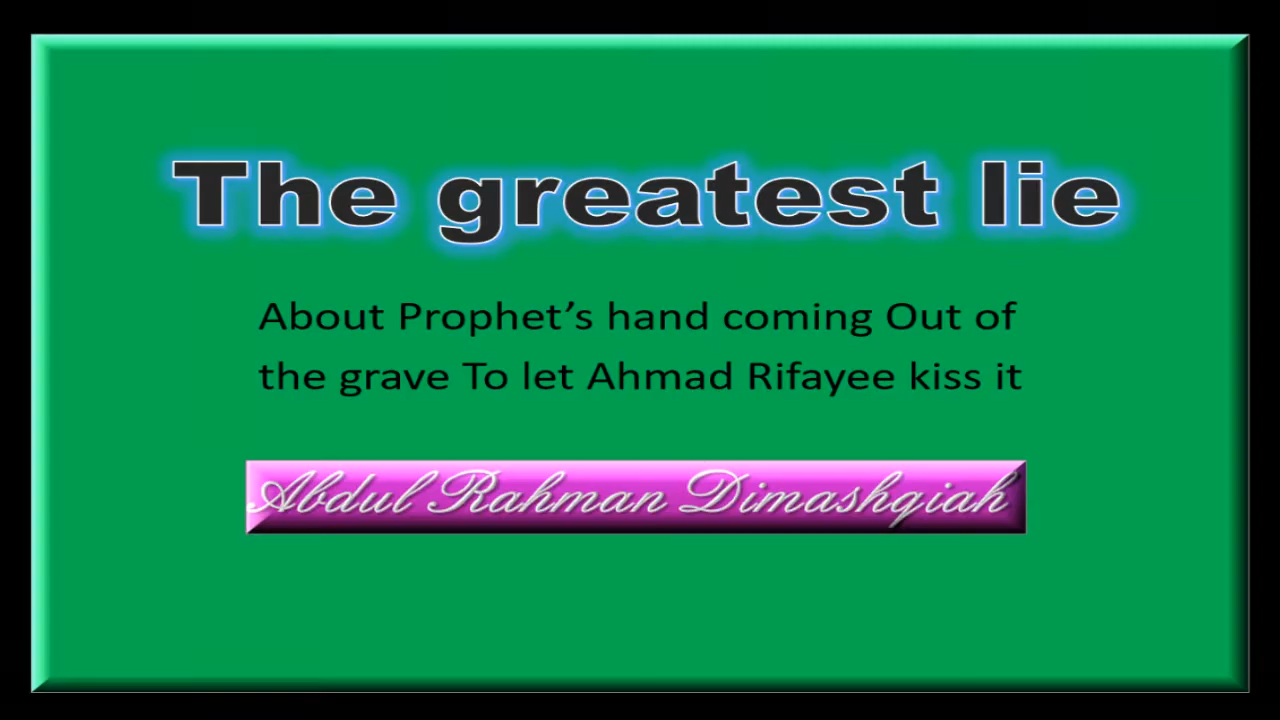 The greatest lie
About Prophet’s hand coming Out of
the grave To let Ahmad Rifayee kiss it
Abdul Rahman Dimashqiah